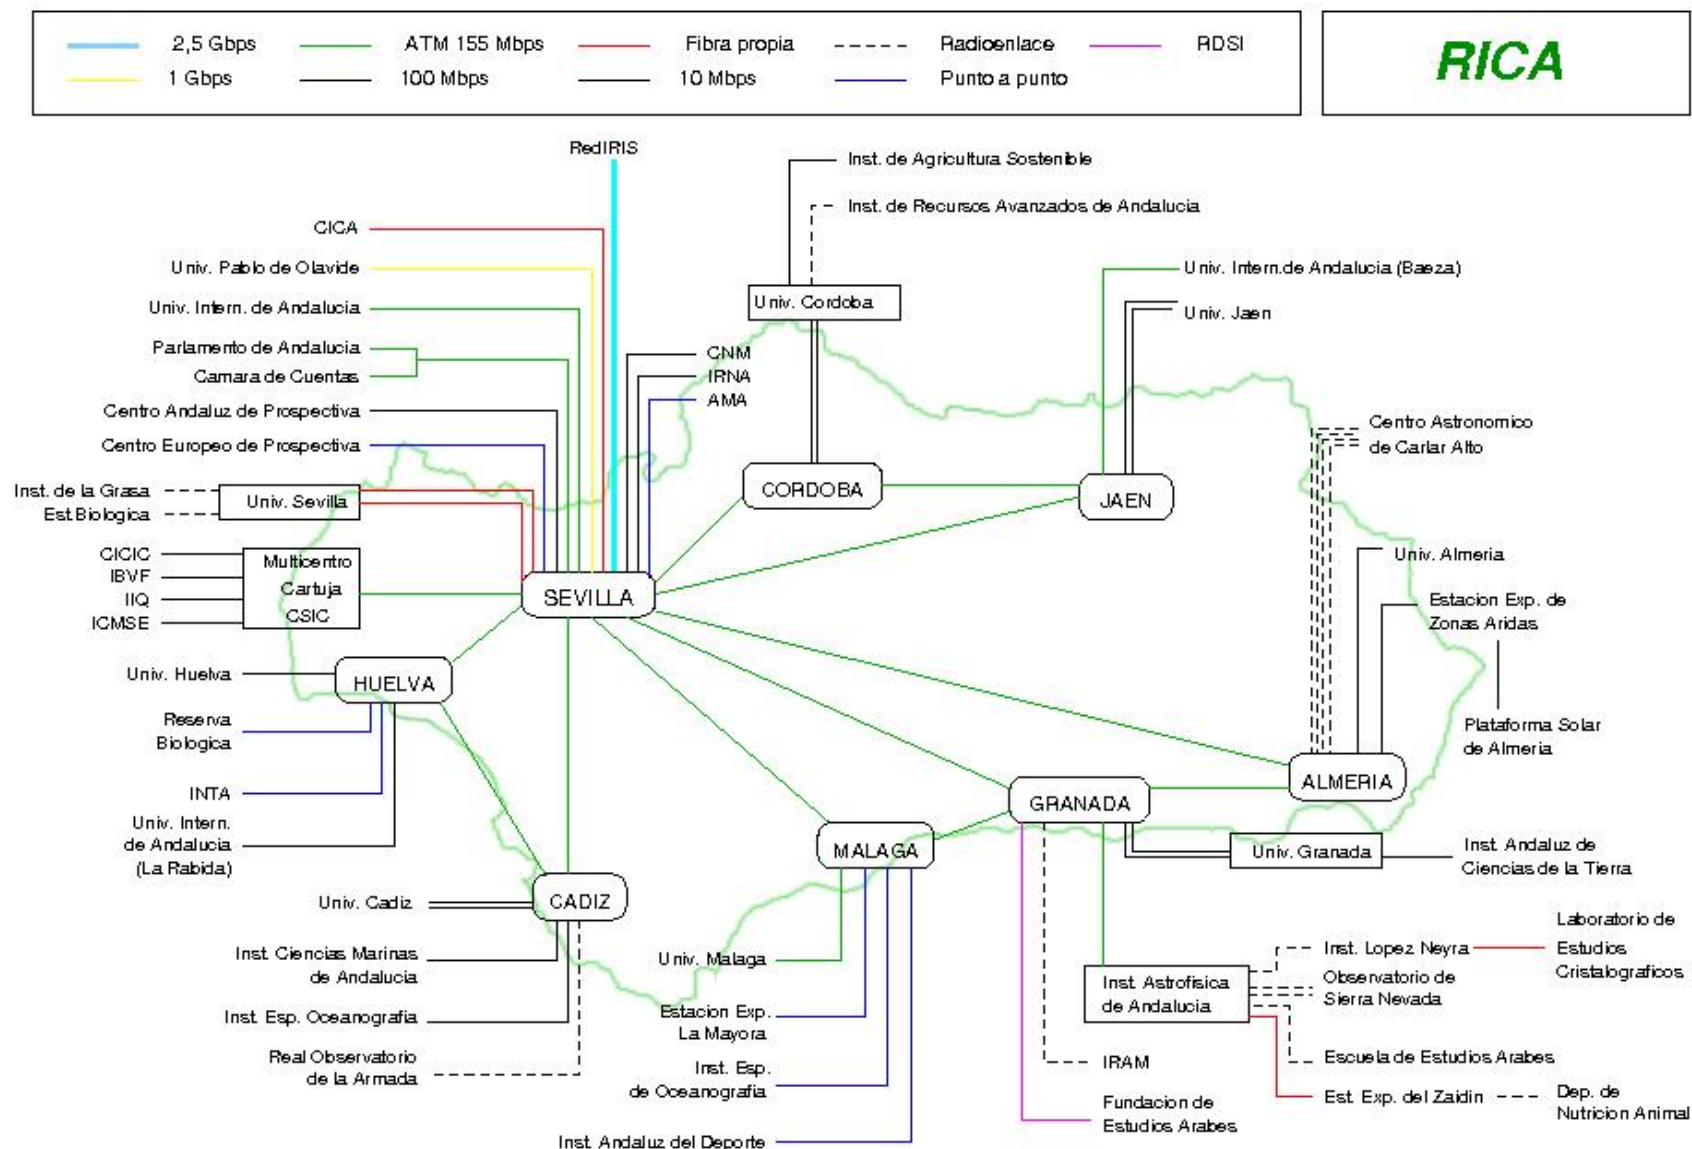 2,5 Gbps
ATM 155 Mbps
Fibra propia
Radioenlace
RDSI
1 Gbps
100 Mbps
10 Mbps
Punto a punto
RICA
RedIRIS
CICA
Univ. Pablo de Olavide
Univ. Intern. de Andalucia
Parlamento de Andalucia
Camara de Cuentas
Centro Andaluz de Prospectiva
Centro Europeo de Prospectiva
Inst. de la Grasa
Est Biologica
Univ. Sevilla
CICIC
IBVF
IIQ
ICMSE
Multicentro
Cartuja
CSIC
CNM
IRNA
AMA
Inst. de Agricultura Sostenible
Inst. de Recursos Avanzados de Andalucia
Univ. Cordoba
Univ. Intern.de Andalucia (Baeza)
Univ. Jaen
Centro Astronomico
de Carlar Alto
CORDOBA
JAEN
SEVILLA
Univ. Almeria
Estacion Exp. de
Zonas Aridas
Plataforma Solar
de Almeria
Univ. Huelva
HUELVA
Reserva
Biologica
INTA
Univ. Intern.
de Andalucia
(La Rabida)
ALMERIA
GRANADA
MALAGA
Univ. Granada
Inst. Andaluz de
Ciencias de la Tierra
CADIZ
Univ. Cadiz
Inst. Ciencias Marinas
de Andalucia
Inst. Esp. Oceanografia
Real Observatorio
de la Armada
Univ. Malaga
Estacion Exp.
La Mayora
Inst. Esp.
de Oceanografia
Inst. Andaluz del Deporte
Inst. Astrofisica
de Andalucia
Inst. Lopez Neyra
Laboratorio de
Estudios
Cristalograficos
Observatorio de
Sierra Nevada
Escuela de Estudios Arabes
Est. Exp. del Zaidin
Dep. de
Nutricion Animal
IRAM
Fundacion de
Estudios Arabes